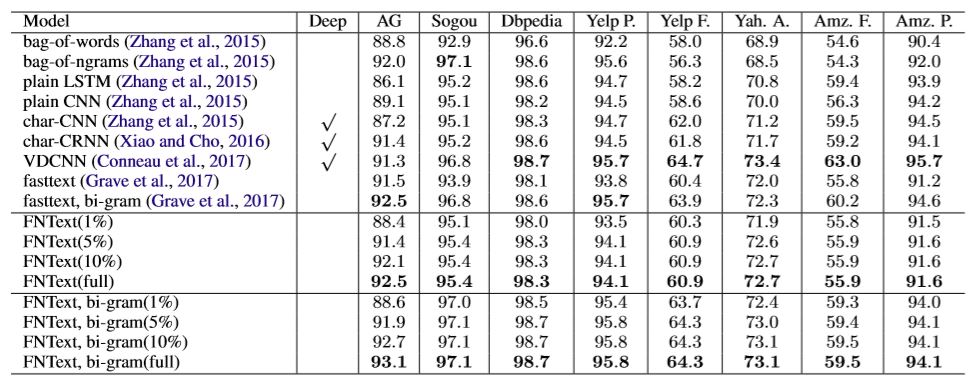 Model Deep AG Sogou Dbpedia Yelp P. Yelp F. Yah. A. Amz. F. Amz. P.
bag-of-words (Zhang et al., 2015) 88.8 92.9 96.6 92.2 58.0 68.9 54.6 90.4
bag-of-ngrams (Zhang et al., 2015) 92.0 97.1 98.6 95.6 56.3 68.5 54.3 92.0
plain LSTM (Zhang et al., 2015) 86.1 95.2 98.6 94.7 58.2 70.8 59.4 93.9
plain CNN (Zhang et al., 2015) 89.1 95.1 98.2 94.5 58.6 70.0 56.3 94.2
char-CNN (Zhang et al., 2015) √ 87.2 95.1 98.3 94.7 62.0 71.2 59.5 94.5
char-CRNN (Xiao and Cho, 2016) √ 91.4 95.2 98.6 94.5 61.8 71.7 59.2 94.1
VDCNN (Conneau et al., 2017) √ 91.3 96.8 98.7 95.7 64.7 73.4 63.0 95.7
fasttext (Grave et al., 2017) 91.5 93.9 98.1 93.8 60.4 72.0 55.8 91.2
fasttext, bi-gram (Grave et al., 2017) 92.5 96.8 98.6 95.7 63.9 72.3 60.2 94.6
FNText(1%) 88.4 95.1 98.0 93.5 60.3 71.9 55.8 91.5
FNText(5%) 91.4 95.4 98.3 94.1 60.9 72.6 55.9 91.6
FNText(10%) 92.1 95.4 98.3 94.1 60.9 72.7 55.9 91.6
FNText(full) 92.5 95.4 98.3 94.1 60.9 72.7 55.9 91.6
FNText, bi-gram(1%) 88.6 97.0 98.5 95.4 63.7 72.4 59.3 94.0
FNText, bi-gram(5%) 91.9 97.1 98.7 95.8 64.3 73.0 59.4 94.1
FNText, bi-gram(10%) 92.7 97.1 98.7 95.8 64.3 73.1 59.5 94.1
FNText, bi-gram(full) 93.1 97.1 98.7 95.8 64.3 73.1 59.5 94.1